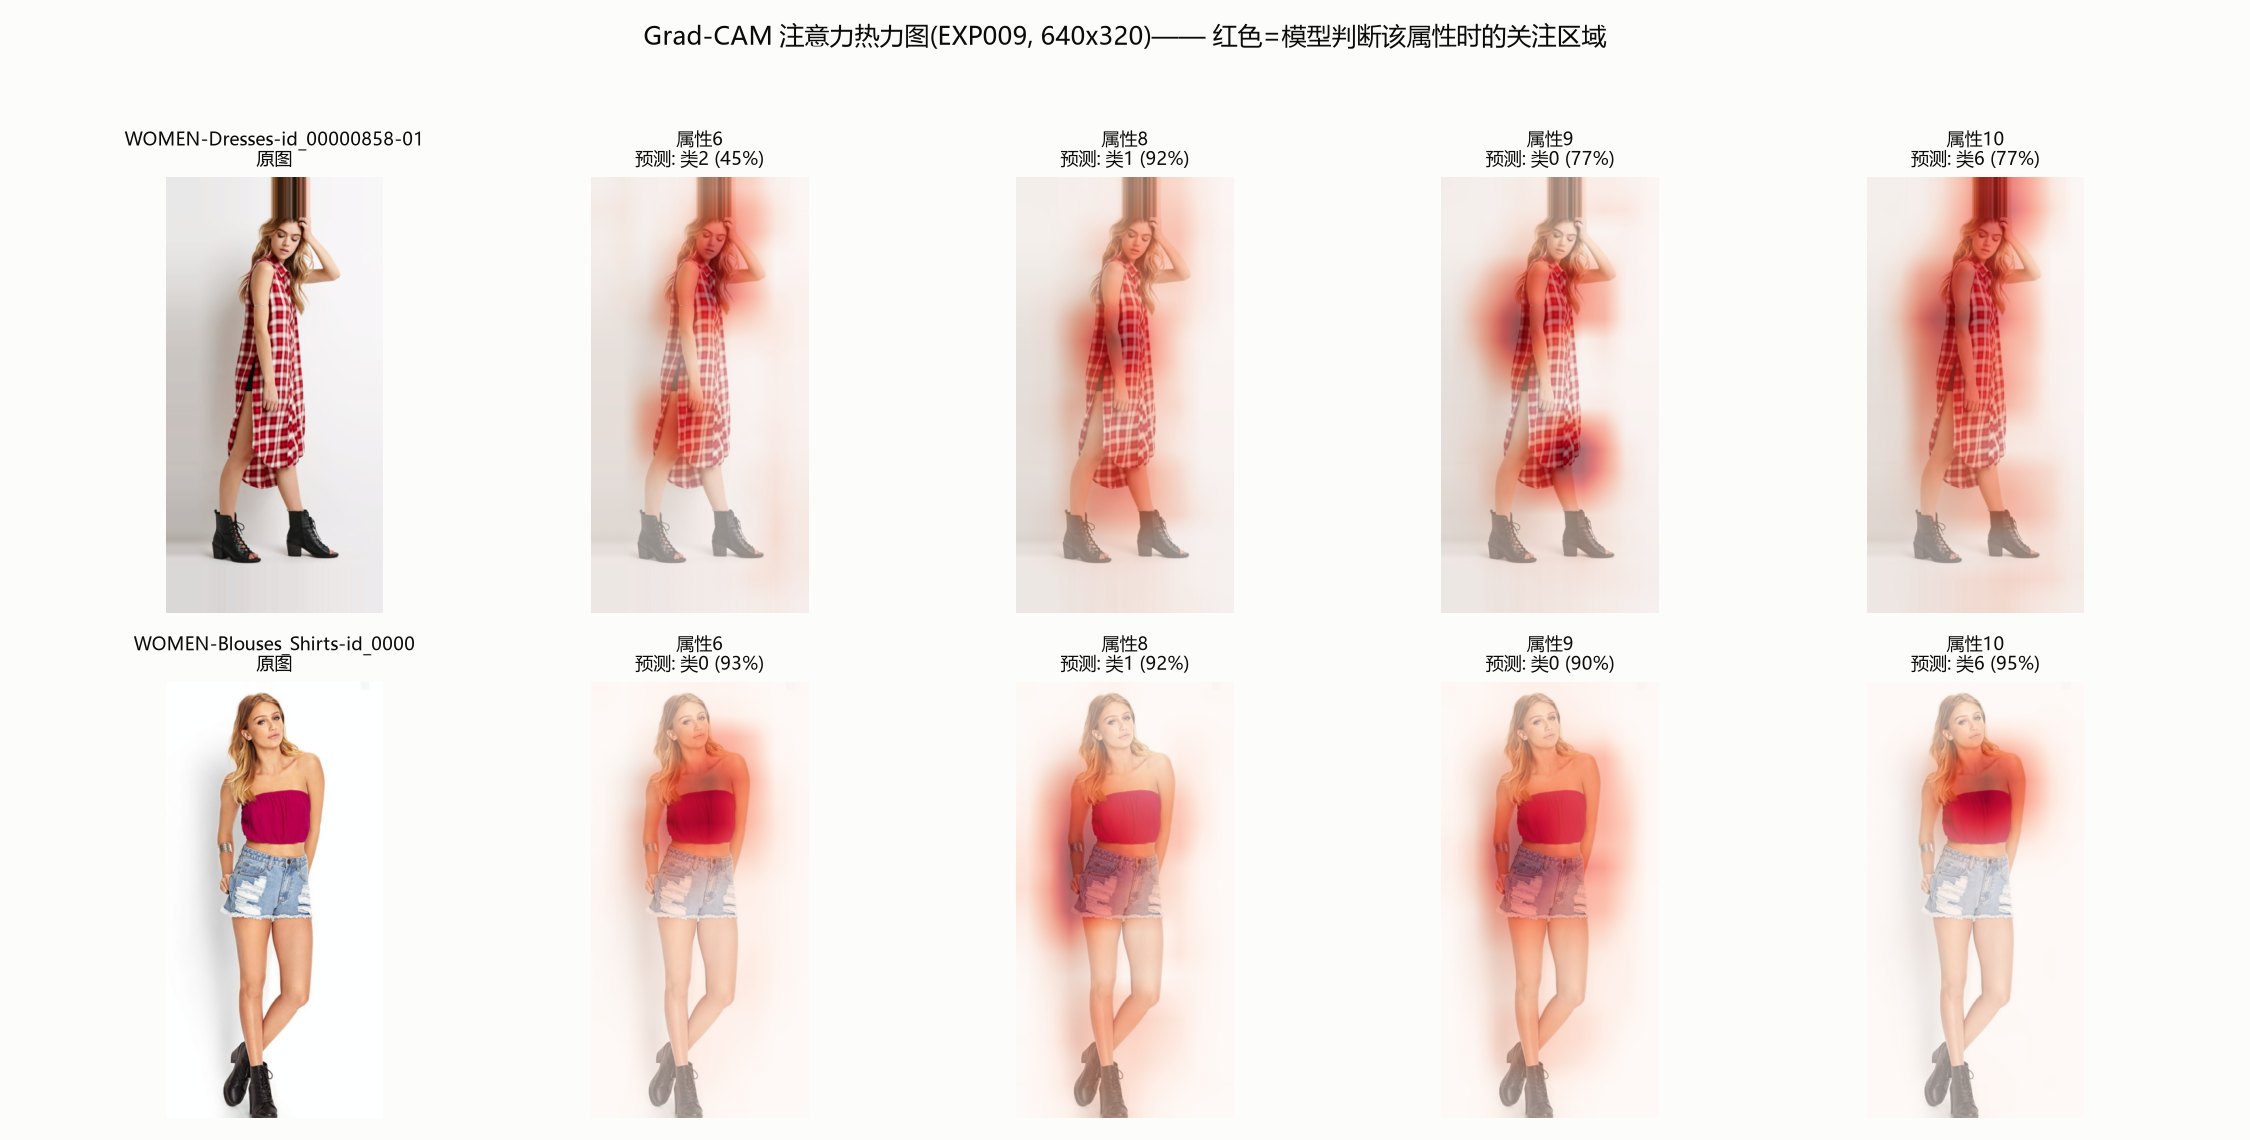 Grad-CAM 注意力热力图(EXP009, 640x320)—— 红色=模型判断该属性时的关注区域
WOMEN-Dresses-id_00000858-01
原图
属性6
预测: 类2 (45%)
属性8
预测: 类1 (92%)
属性9
预测: 类0 (77%)
属性10
预测: 类6 (77%)
WOMEN-Blouses_Shirts-id_0000
原图
属性6
预测: 类0 (93%)
属性8
预测: 类1 (92%)
属性9
预测: 类0 (90%)
属性10
预测: 类6 (95%)